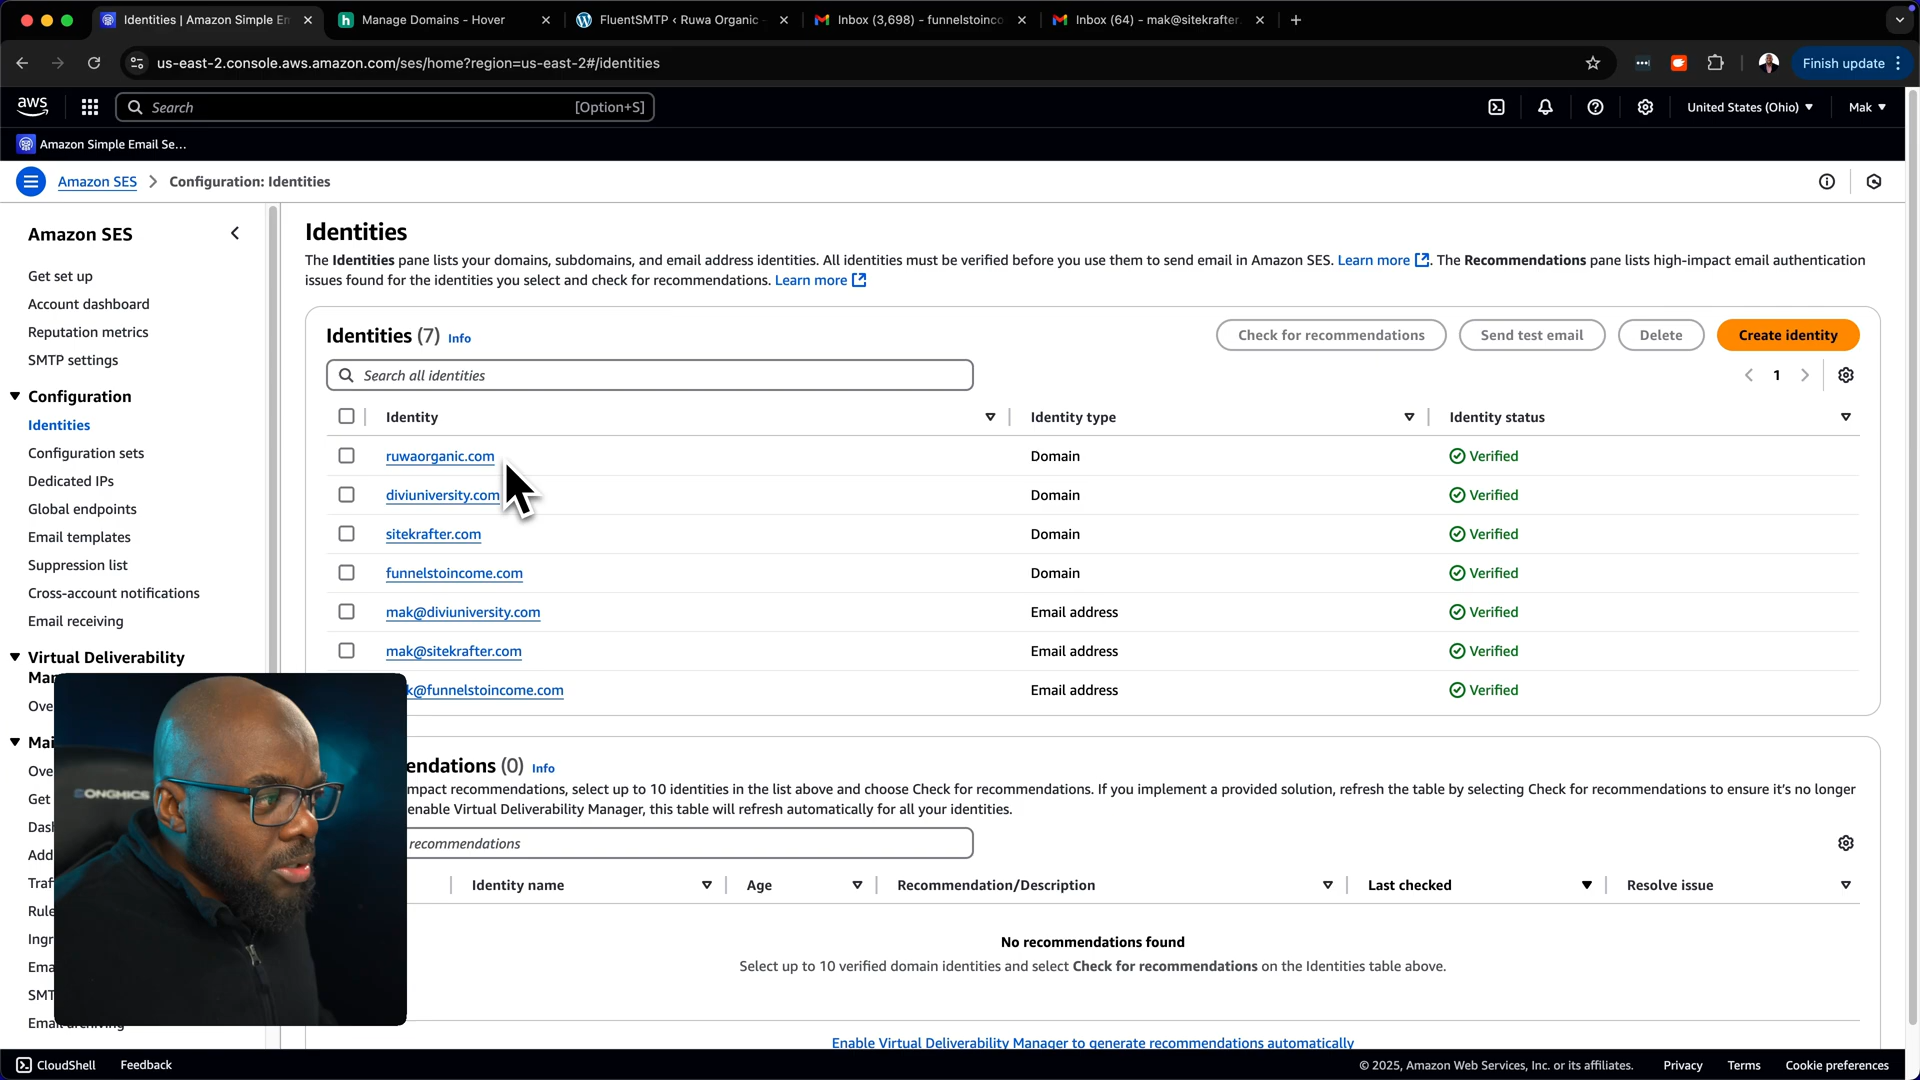 Identities | Amazon Simple Em
Manage Domains - Hover
FluentSMTP ‹ Ruwa Organic
Inbox (3,698) - funnelstoinco
Inbox (64) - mak@sitekrafter
us-east-2.console.aws.amazon.com/ses/home?region=us-east-2#/identities
Finish update
aws
Search
[Option+S]
United States (Ohio)
Mak
Amazon Simple Email Se...
Amazon SES
Configuration: Identities
Amazon SES
Get set up
Account dashboard
Reputation metrics
SMTP settings
Configuration
Identities
Configuration sets
Dedicated IPs
Global endpoints
Email templates
Suppression list
Cross-account notifications
Email receiving
Virtual Deliverability
Identities
The Identities pane lists your domains, subdomains, and email address identities. All identities must be verified before you use them to send email in Amazon SES. Learn more. The Recommendations pane lists high-impact email authentication
issues found for the identities you select and check for recommendations. Learn more
Identities (7) Info
Check for recommendations
Send test email
Delete
Create identity
Search all identities
1
Identity
Identity type
Identity status
ruwaorganic.com Domain Verified
diviuniversity.com Domain Verified
sitekrafter.com Domain Verified
funnelstoincome.com Domain Verified
mak@diviuniversity.com Email address Verified
mak@sitekrafter.com Email address Verified
k@funnelstoincome.com Email address Verified
endations (0) Info
mpact recommendations, select up to 10 identities in the list above and choose Check for recommendations. If you implement a provided solution, refresh the table by selecting Check for recommendations to ensure it's no longer
enable Virtual Deliverability Manager, this table will refresh automatically for all your identities.
recommendations
Identity name
Age
Recommendation/Description
Last checked
Resolve issue
No recommendations found
Select up to 10 verified domain identities and select Check for recommendations on the Identities table above.
Enable Virtual Deliverability Manager to generate recommendations automatically
CloudShell
Feedback
© 2025, Amazon Web Services, Inc. or its affiliates.
Privacy
Terms
Cookie preferences